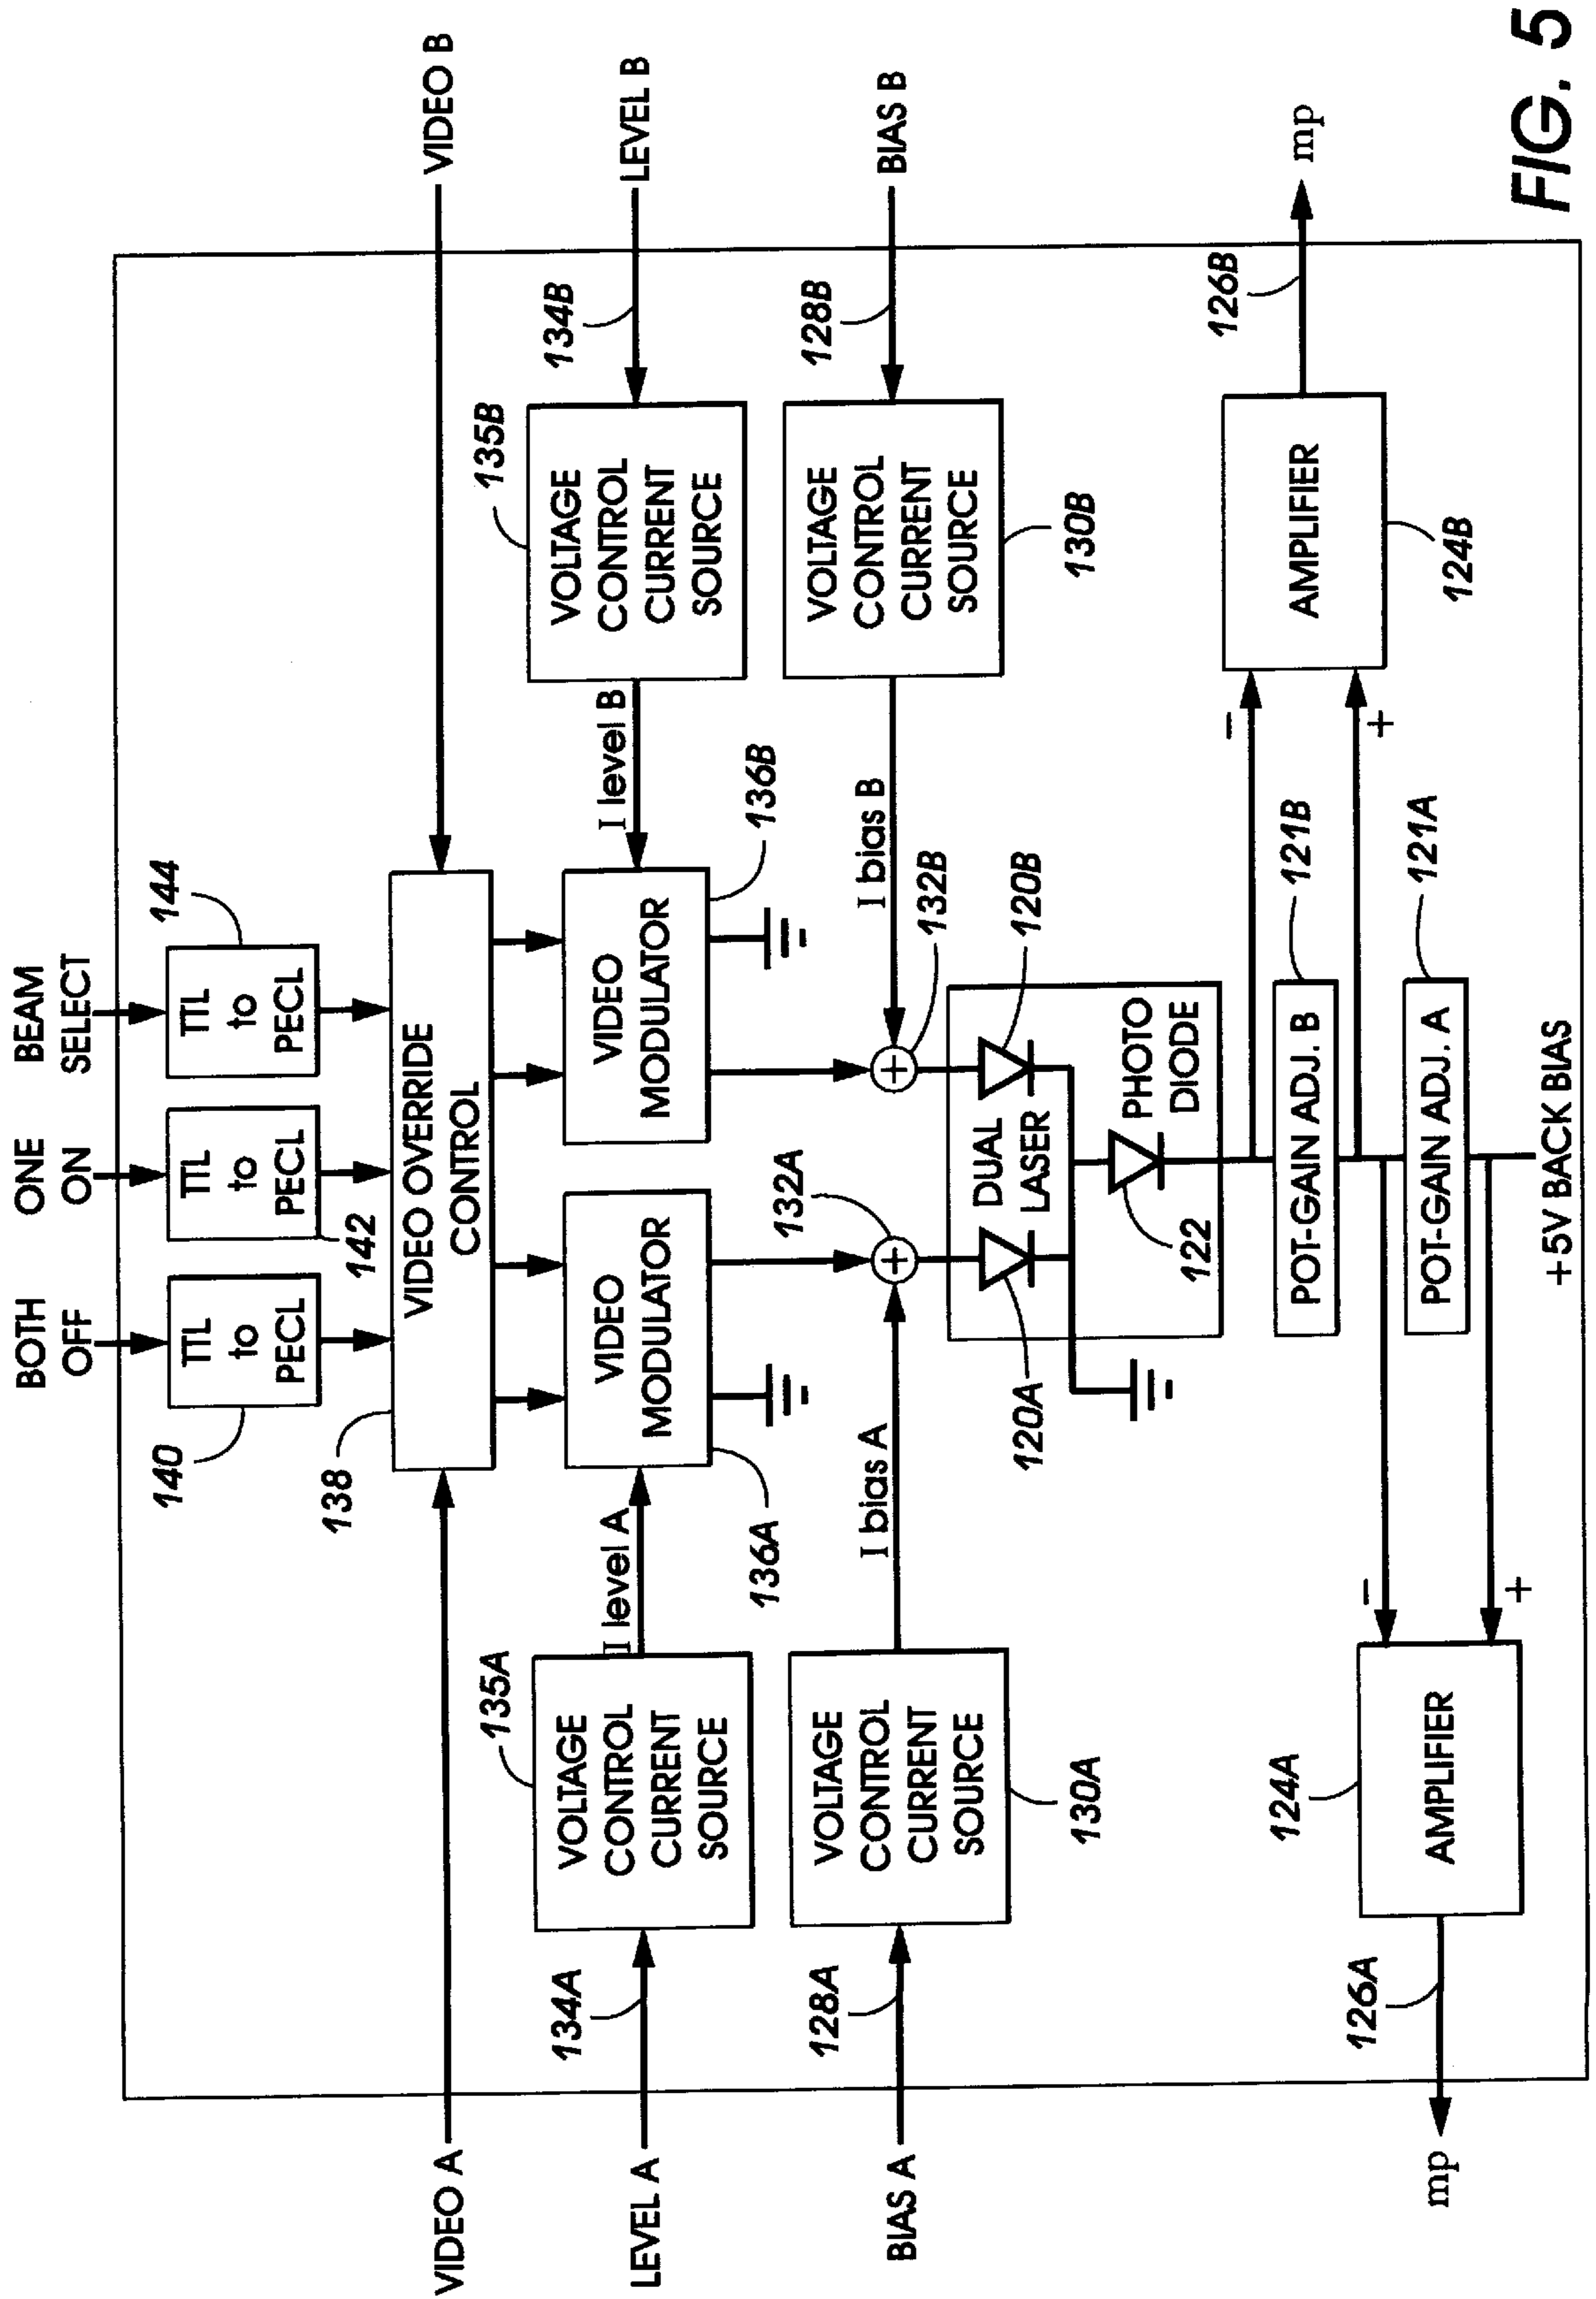 BOTH
OFF
ONE
ON
BEAM
SELECT
140
TTL
to
PECL
142
TTL
to
PECL
144
TTL
to
PECL
VIDEO A
138
VIDEO OVERRIDE
CONTROL
VIDEO B
LEVEL A
134A
135A
VOLTAGE
CONTROL
CURRENT
SOURCE
I level A
VIDEO
MODULATOR
136A
VIDEO
MODULATOR
136B
I level B
135B
VOLTAGE
CONTROL
CURRENT
SOURCE
134B
LEVEL B
BIAS A
128A
VOLTAGE
CONTROL
CURRENT
SOURCE
130A
I bias A
132A
+
+
132B
I bias B
VOLTAGE
CONTROL
CURRENT
SOURCE
130B
128B
BIAS B
120A
DUAL
LASER
120B
122
PHOTO
DIODE
POT-GAIN ADJ. B
121B
POT-GAIN ADJ. A
121A
+5V BACK BIAS
-
+
AMPLIFIER
124A
126A
mp
-
+
AMPLIFIER
124B
126B
mp
FIG. 5